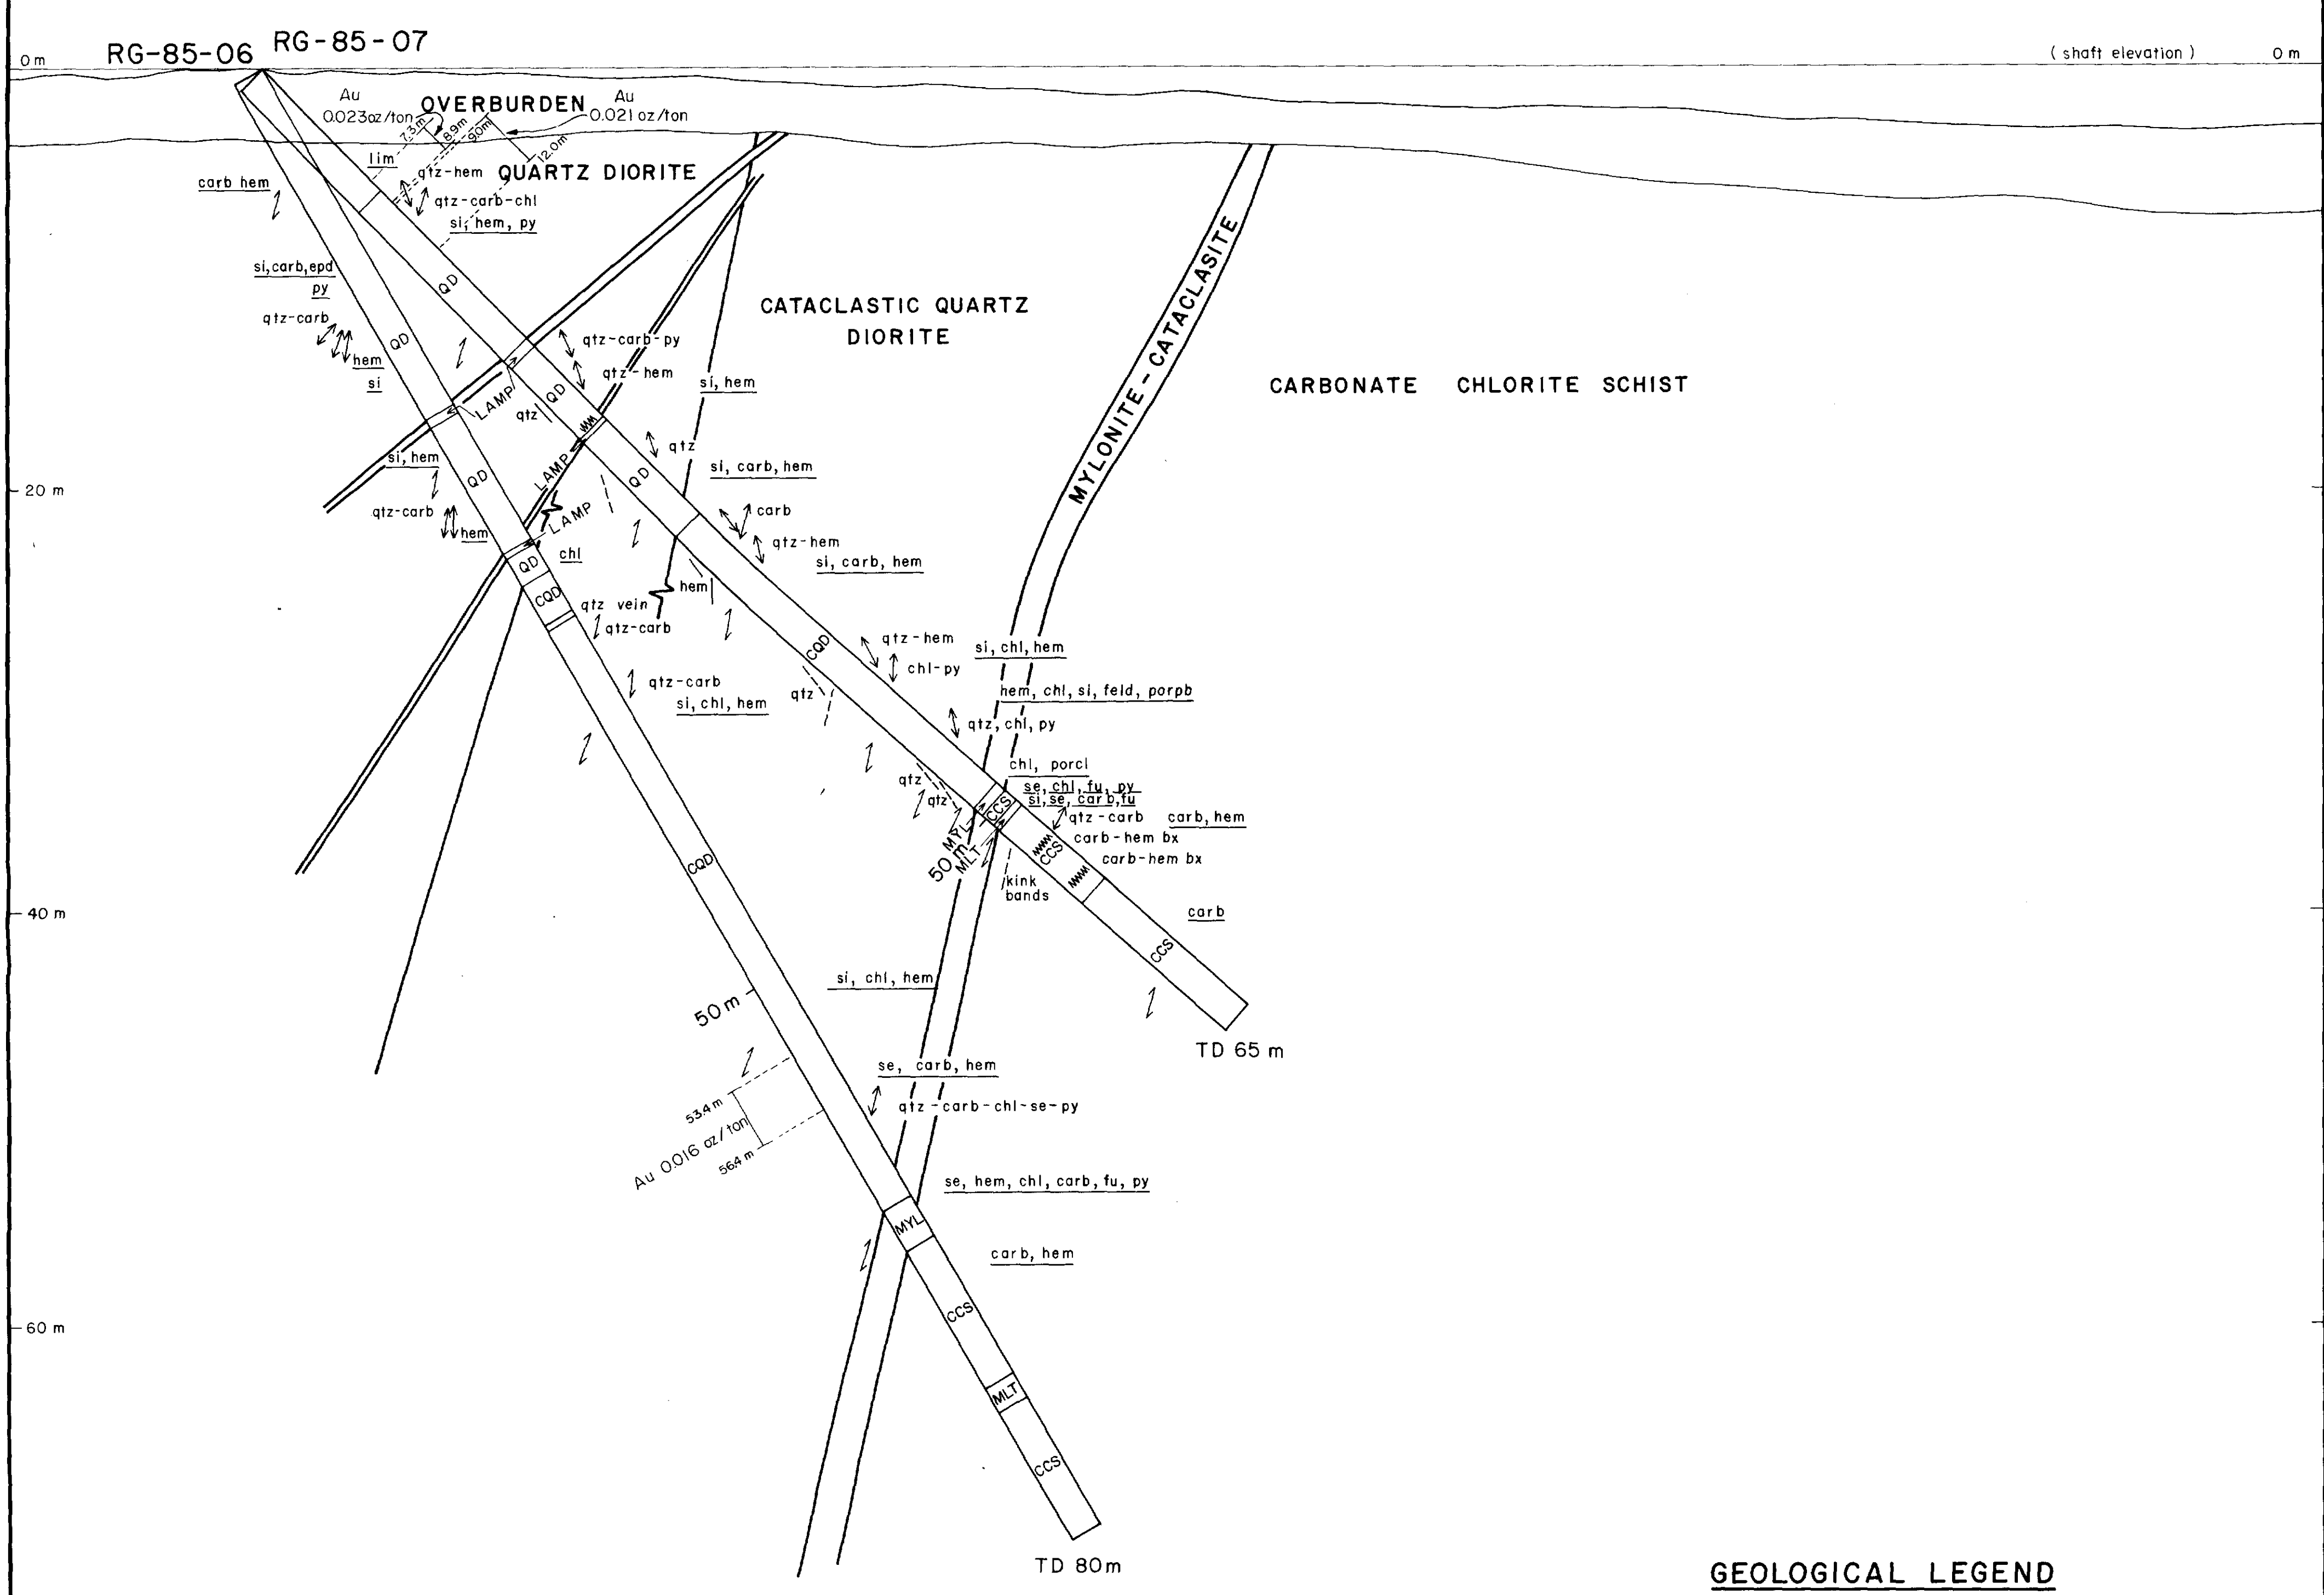 RG-85-06 RG-85-07
0 m
( shaft elevation ) 0 m
Au
0.023oz/ton
OVERBURDEN
Au
0.021 oz/ton
7.3m
8.9m
9.0m
12.0m
lim
qtz-hem
QUARTZ DIORITE
carb hem
qtz-carb-chl
si, hem, py
si,carb,epd
py
QD
CATACLASTIC QUARTZ
DIORITE
MYLONITE-CATACLASITE
qtz-carb
hem
si
QD
qtz-carb-py
qtz-hem
si, hem
CARBONATE CHLORITE SCHIST
LAMP
qtz
QD
qtz
si, hem
LAMP
QD
QD
si, carb, hem
20 m
qtz-carb
hem
LAMP
carb
chl
qtz-hem
si, carb, hem
QD
CQD
hem
qtz vein
qtz-carb
CQD
qtz-hem
si, chl, hem
chl-py
qtz-carb
si, chl, hem
qtz
hem, chl, si, feld, porpb
qtz, chl, py
chl, porcl
qtz
se, chl, fu, py
si, se, carb, fu
qtz
CCS
qtz-carb
carb, hem
MYL
carb-hem bx
MLT
50 m
CCS
carb-hem bx
CQD
kink
bands
40 m
carb
CCS
si, chl, hem
50 m
TD 65 m
se, carb, hem
53.4 m
qtz-carb-chl-se-py
Au 0.016 oz/ton
56.4 m
se, hem, chl, carb, fu, py
MYL
carb, hem
CCS
60 m
MLT
CCS
TD 80m
GEOLOGICAL LEGEND